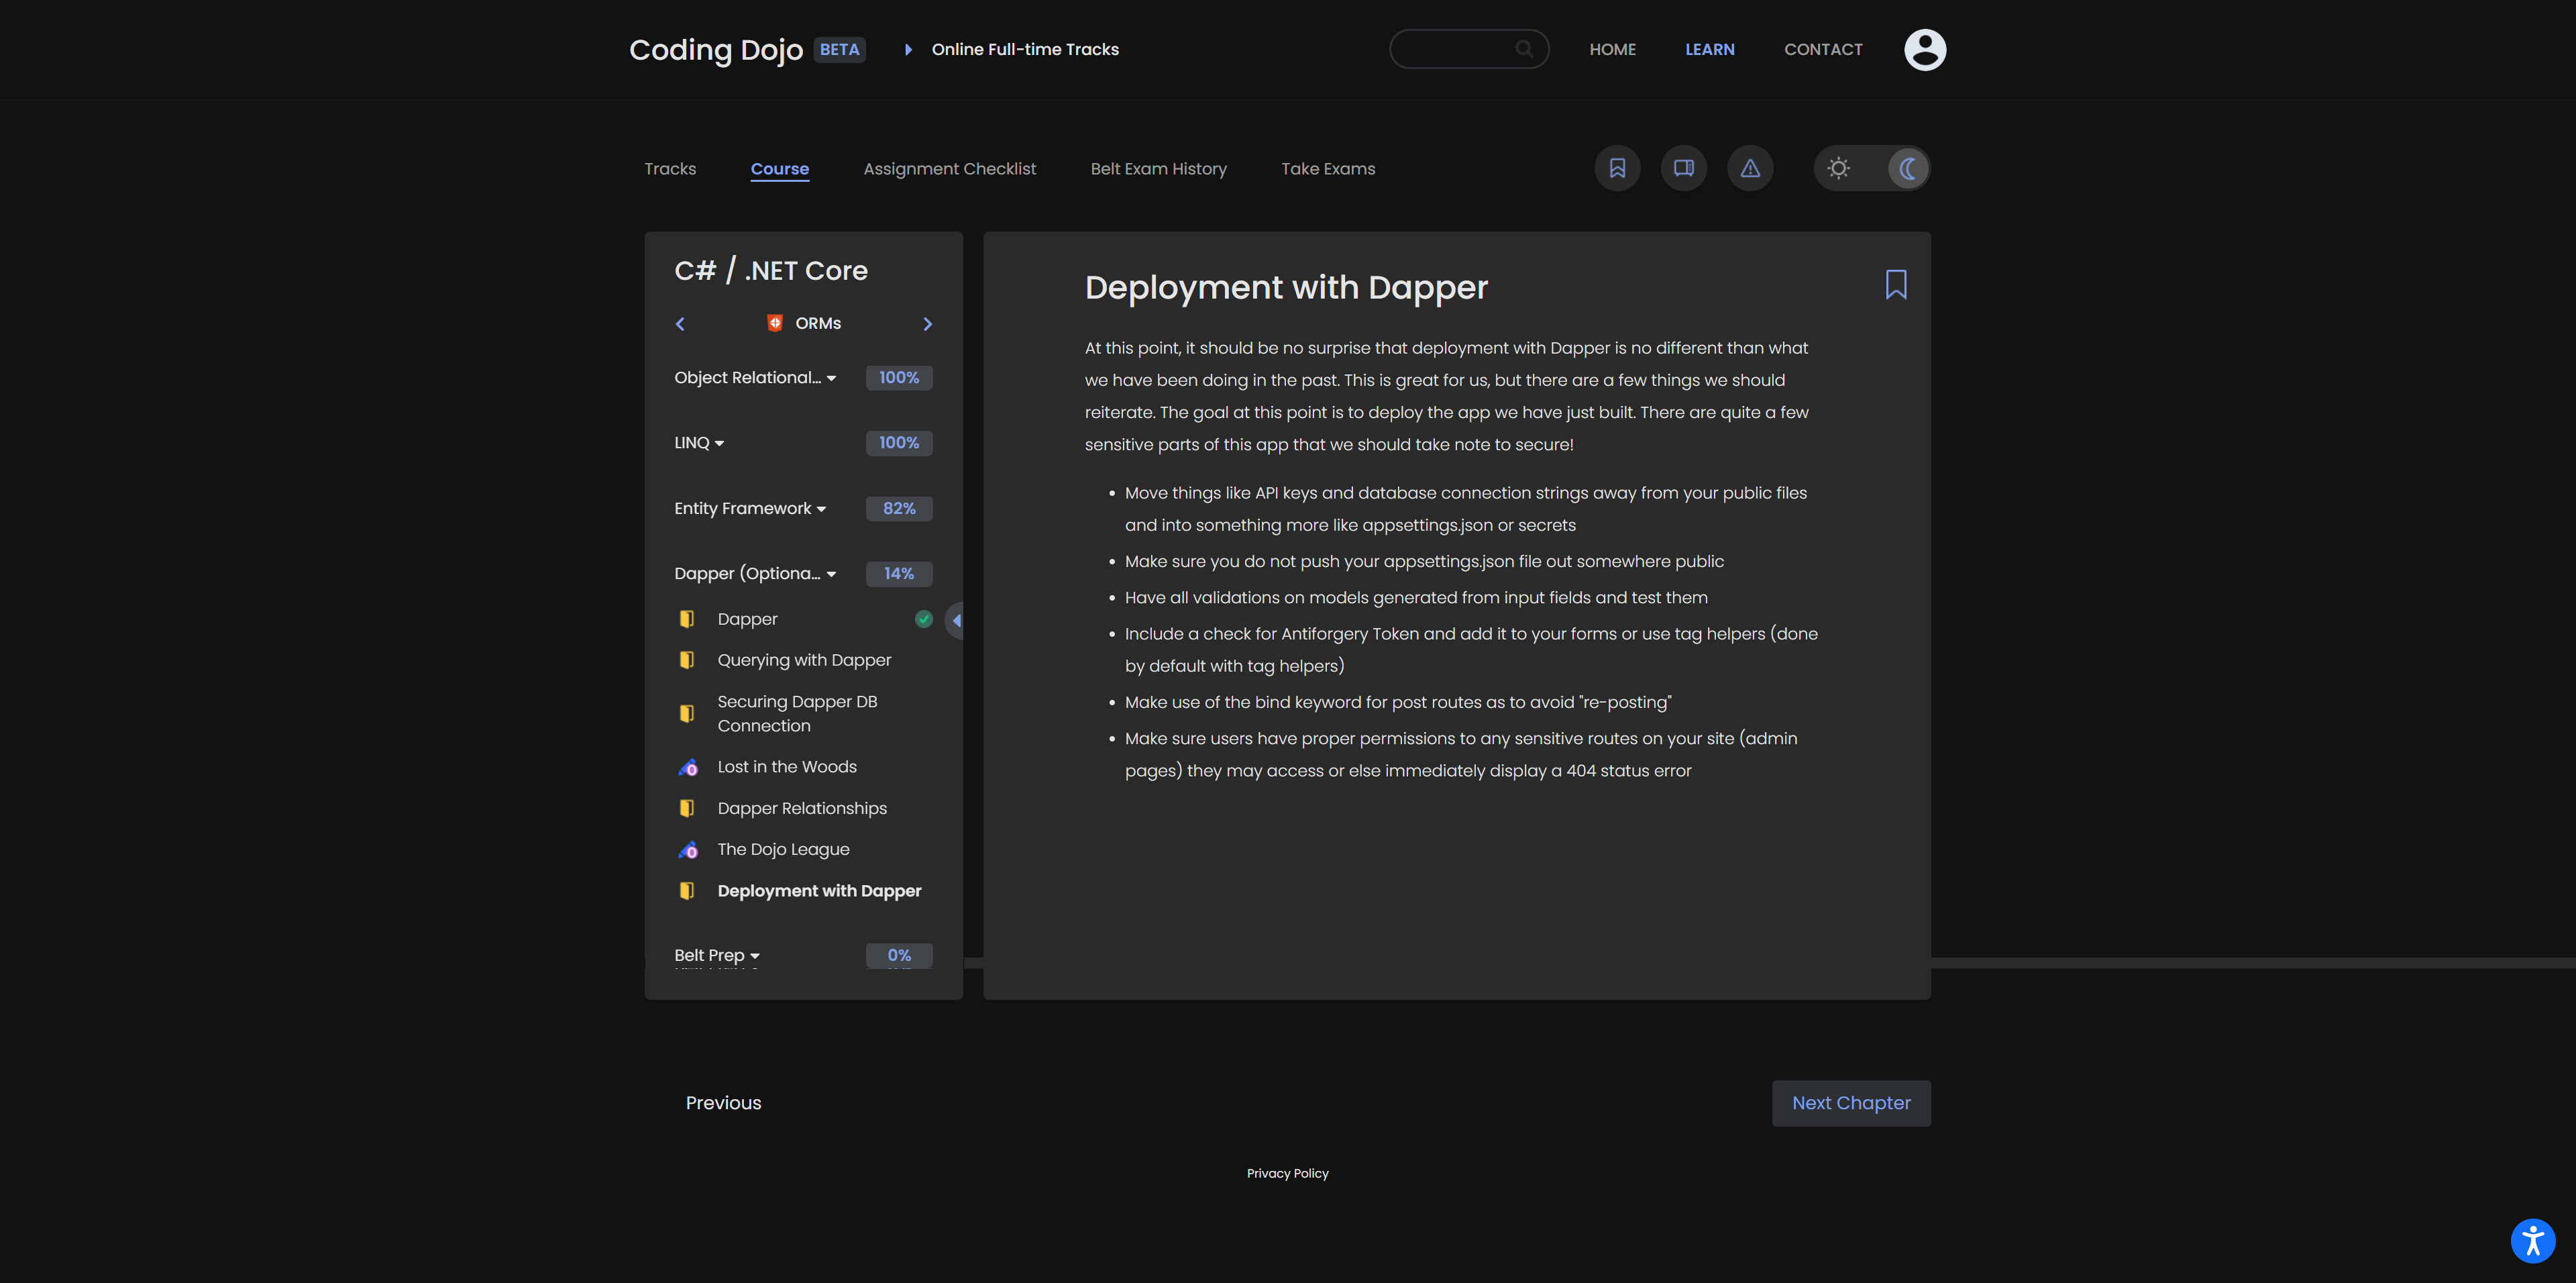 Coding Dojo BETA Online Full-time Tracks HOME LEARN CONTACT
Tracks Course Assignment Checklist Belt Exam History Take Exams
C# / .NET Core
ORMs
Object Relational... 100%
LINQ 100%
Entity Framework 82%
Dapper (Optiona... 14%
Dapper
Querying with Dapper
Securing Dapper DB
Connection
Lost in the Woods
Dapper Relationships
The Dojo League
Deployment with Dapper
Belt Prep 0%
Deployment with Dapper
At this point, it should be no surprise that deployment with Dapper is no different than what
we have been doing in the past. This is great for us, but there are a few things we should
reiterate. The goal at this point is to deploy the app we have just built. There are quite a few
sensitive parts of this app that we should take note to secure!
• Move things like API keys and database connection strings away from your public files
and into something more like appsettings.json or secrets
• Make sure you do not push your appsettings.json file out somewhere public
• Have all validations on models generated from input fields and test them
• Include a check for Antiforgery Token and add it to your forms or use tag helpers (done
by default with tag helpers)
• Make use of the bind keyword for post routes as to avoid "re-posting"
• Make sure users have proper permissions to any sensitive routes on your site (admin
pages) they may access or else immediately display a 404 status error
Previous Next Chapter
Privacy Policy